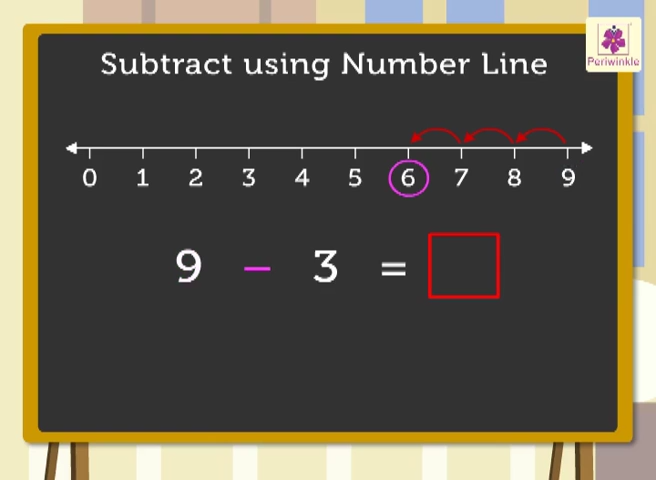 Subtract using Number Line
Periwinkle
0 1 2 3 4 5 6 7 8 9
9 − 3 =